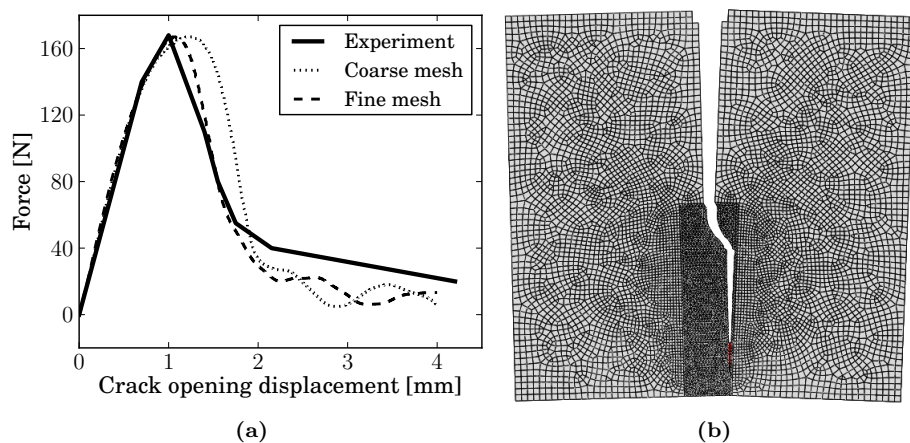 160
120
80
40
0
Force [N]
Experiment
Coarse mesh
Fine mesh
0 1 2 3 4
Crack opening displacement [mm]
(a) (b)